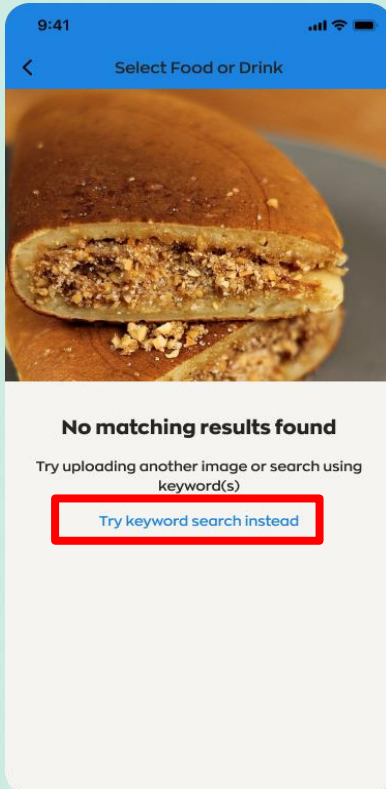 9:41
Select Food or Drink
No matching results found
Try uploading another image or search using
keyword(s)
Try keyword search instead